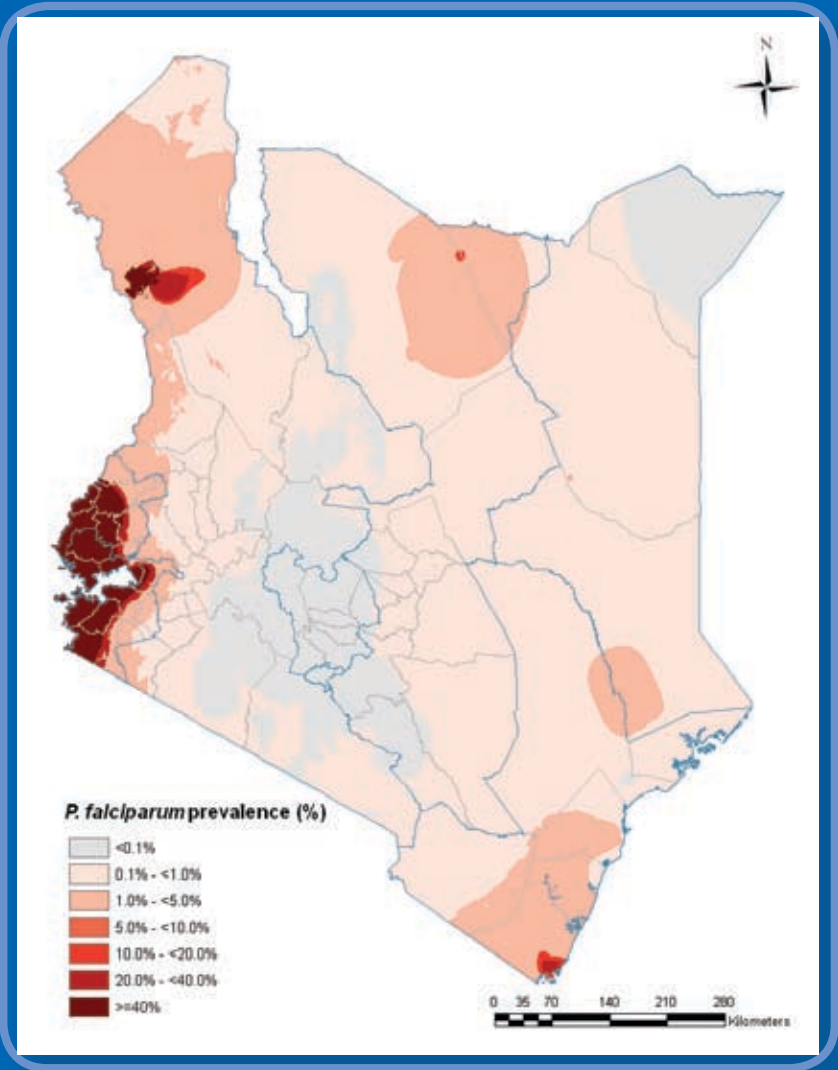 N
P. falciparum prevalence (%)
<0.1%
0.1% - <1.0%
1.0% - <5.0%
5.0% - <10.0%
10.0% - <20.0%
20.0% - <40.0%
>=40%
0 35 70 140 210 280
Kilometers